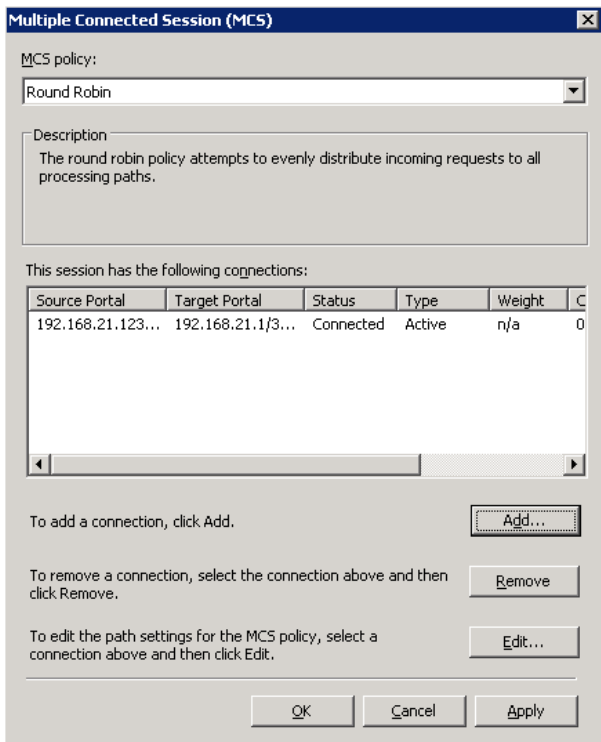 Multiple Connected Session (MCS)
MCS policy:
Round Robin
Description
The round robin policy attempts to evenly distribute incoming requests to all
processing paths.
This session has the following connections:
Source Portal Target Portal Status Type Weight C
192.168.21.123... 192.168.21.1/3... Connected Active n/a 0
To add a connection, click Add.
Add...
To remove a connection, select the connection above and then
click Remove.
Remove
To edit the path settings for the MCS policy, select a
connection above and then click Edit.
Edit...
OK Cancel Apply